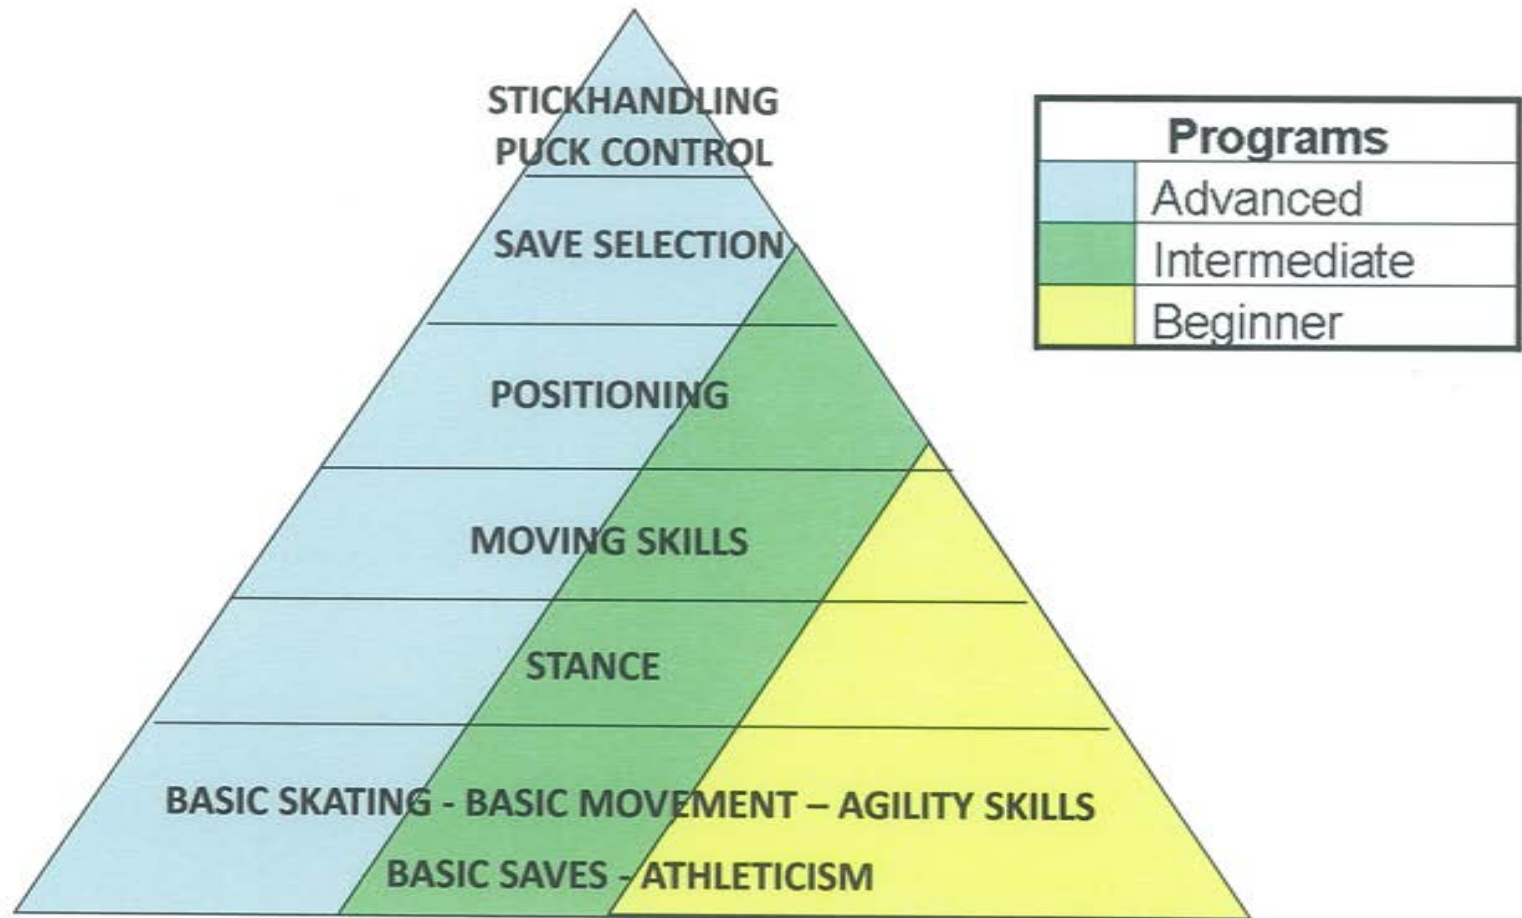 STICKHANDLING
PUCK CONTROL
SAVE SELECTION
POSITIONING
MOVING SKILLS
STANCE
BASIC SKATING - BASIC MOVEMENT – AGILITY SKILLS
BASIC SAVES - ATHLETICISM
Programs
Advanced
Intermediate
Beginner